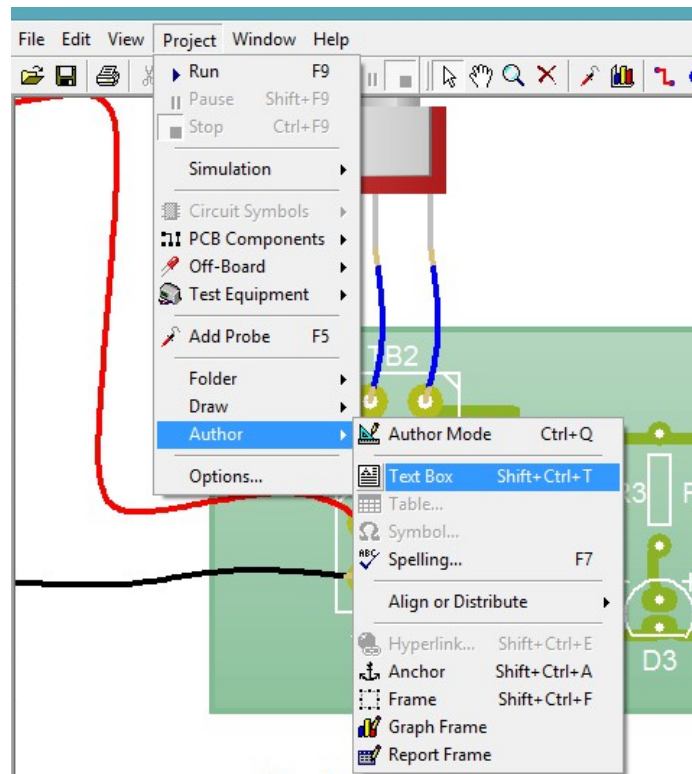 File Edit View Project Window Help
Run F9
Pause Shift+F9
Stop Ctrl+F9
Simulation
Circuit Symbols
PCB Components
Off-Board
Test Equipment
Add Probe F5
Folder
Draw
Author
Options...
TB2
Author Mode Ctrl+Q
Text Box Shift+Ctrl+T
Table...
Symbol...
ABC Spelling... F7
Align or Distribute
Hyperlink... Shift+Ctrl+E
Anchor Shift+Ctrl+A
Frame Shift+Ctrl+F
Graph Frame
Report Frame
D3